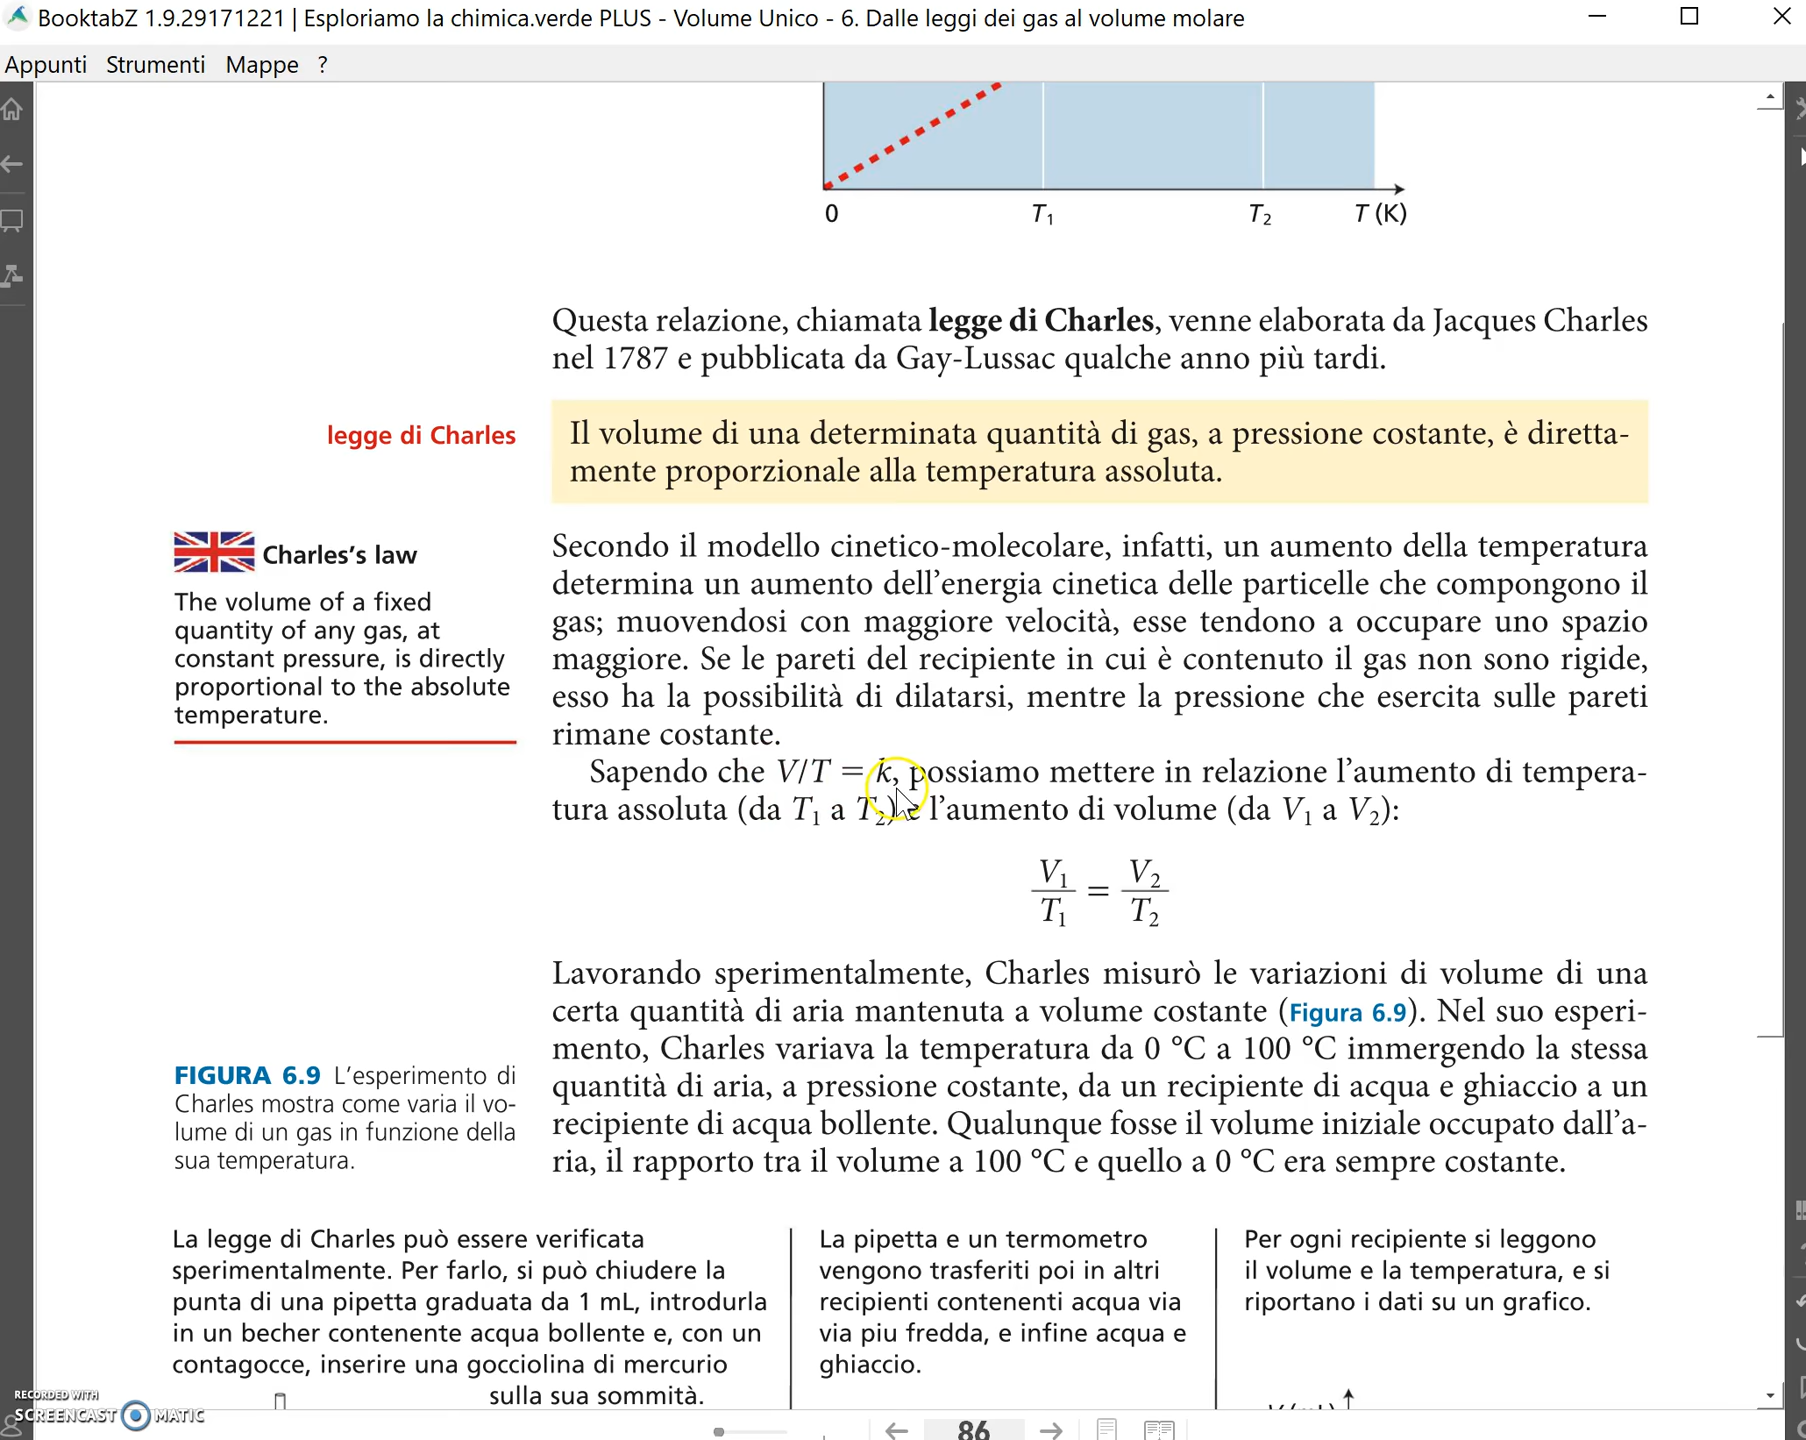 BooktabZ 1.9.29171221 | Esploriamo la chimica.verde PLUS - Volume Unico - 6. Dalle leggi dei gas al volume molare
Appunti Strumenti Mappe ?
0 T1 T2 T (K)
Questa relazione, chiamata legge di Charles, venne elaborata da Jacques Charles
nel 1787 e pubblicata da Gay-Lussac qualche anno più tardi.
legge di Charles
Il volume di una determinata quantità di gas, a pressione costante, è diretta-
mente proporzionale alla temperatura assoluta.
Charles's law
The volume of a fixed
quantity of any gas, at
constant pressure, is directly
proportional to the absolute
temperature.
Secondo il modello cinetico-molecolare, infatti, un aumento della temperatura
determina un aumento dell'energia cinetica delle particelle che compongono il
gas; muovendosi con maggiore velocità, esse tendono a occupare uno spazio
maggiore. Se le pareti del recipiente in cui è contenuto il gas non sono rigide,
esso ha la possibilità di dilatarsi, mentre la pressione che esercita sulle pareti
rimane costante.
Sapendo che V/T = k, possiamo mettere in relazione l'aumento di tempera-
tura assoluta (da T1 a T2) e l'aumento di volume (da V1 a V2):
V1 V2
=
T1 T2
Lavorando sperimentalmente, Charles misurò le variazioni di volume di una
certa quantità di aria mantenuta a volume costante (Figura 6.9). Nel suo esperi-
mento, Charles variava la temperatura da 0 °C a 100 °C immergendo la stessa
quantità di aria, a pressione costante, da un recipiente di acqua e ghiaccio a un
recipiente di acqua bollente. Qualunque fosse il volume iniziale occupato dall'a-
ria, il rapporto tra il volume a 100 °C e quello a 0 °C era sempre costante.
FIGURA 6.9 L'esperimento di
Charles mostra come varia il vo-
lume di un gas in funzione della
sua temperatura.
La legge di Charles può essere verificata
sperimentalmente. Per farlo, si può chiudere la
punta di una pipetta graduata da 1 mL, introdurla
in un becher contenente acqua bollente e, con un
contagocce, inserire una gocciolina di mercurio
sulla sua sommità.
La pipetta e un termometro
vengono trasferiti poi in altri
recipienti contenenti acqua via
via piu fredda, e infine acqua e
ghiaccio.
Per ogni recipiente si leggono
il volume e la temperatura, e si
riportano i dati su un grafico.
RECORDED WITH
SCREENCAST MATIC
86